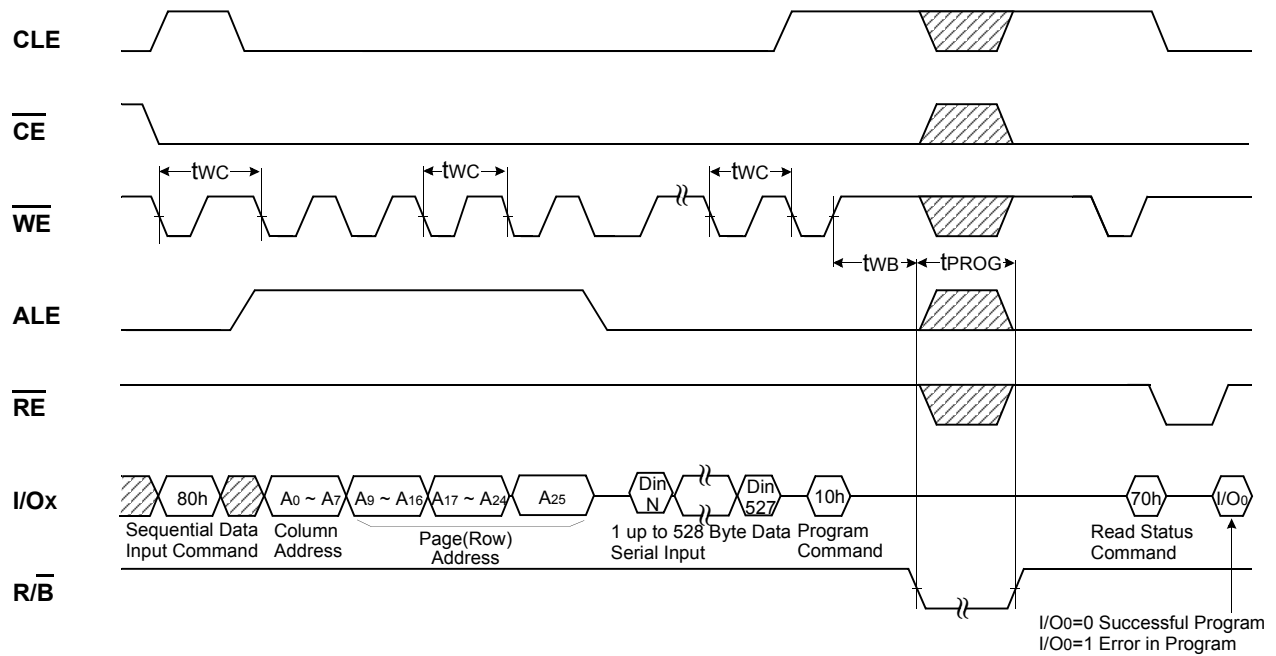 CLE
CE
tWC
tWC
tWC
WE
tWB
tPROG
ALE
RE
I/Ox
80h
A0 ~ A7
A9 ~ A16
A17 ~ A24
A25
Din
N
Din
527
10h
70h
I/O0
Sequential Data
Input Command
Column
Address
Page(Row)
Address
1 up to 528 Byte Data
Serial Input
Program
Command
Read Status
Command
R/B
I/O0=0 Successful Program
I/O0=1 Error in Program